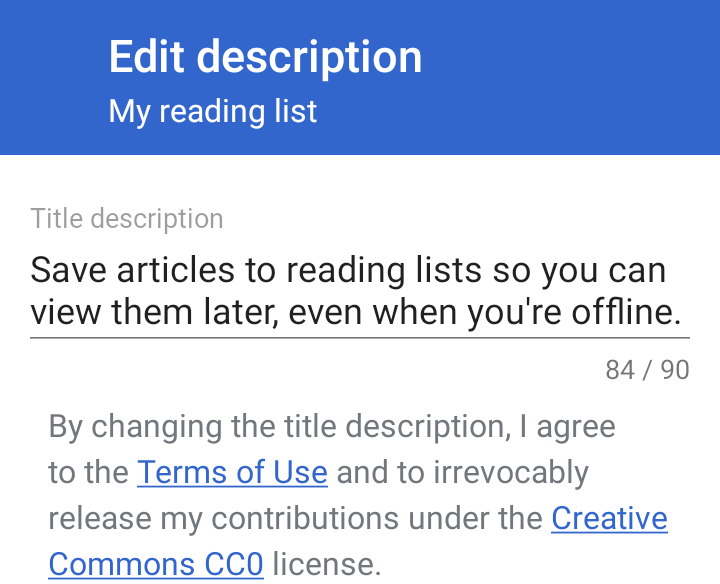 Edit description
My reading list
Title description
Save articles to reading lists so you can
view them later, even when you're offline.
84 / 90
By changing the title description, I agree
to the Terms of Use and to irrevocably
release my contributions under the Creative
Commons CC0 license.